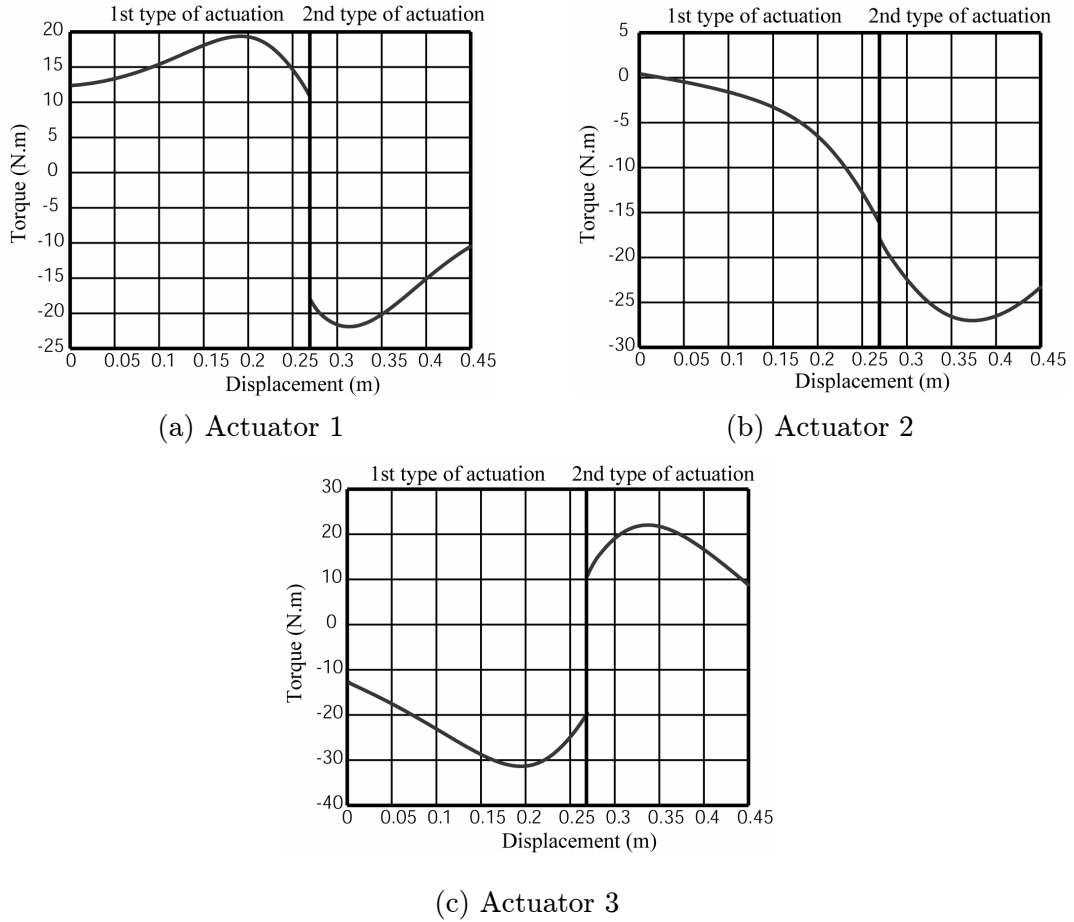 1st type of actuation 2nd type of actuation
20
15
10
5
0
-5
-10
-15
-20
-25
Torque (N.m)
0 0.05 0.1 0.15 0.2 0.25 0.3 0.35 0.4 0.45
Displacement (m)
(a) Actuator 1
1st type of actuation 2nd type of actuation
5
0
-5
-10
-15
-20
-25
-30
Torque (N.m)
0 0.05 0.1 0.15 0.2 0.25 0.3 0.35 0.4 0.45
Displacement (m)
(b) Actuator 2
1st type of actuation 2nd type of actuation
30
20
10
0
-10
-20
-30
-40
Torque (N.m)
0 0.05 0.1 0.15 0.2 0.25 0.3 0.35 0.4 0.45
Displacement (m)
(c) Actuator 3